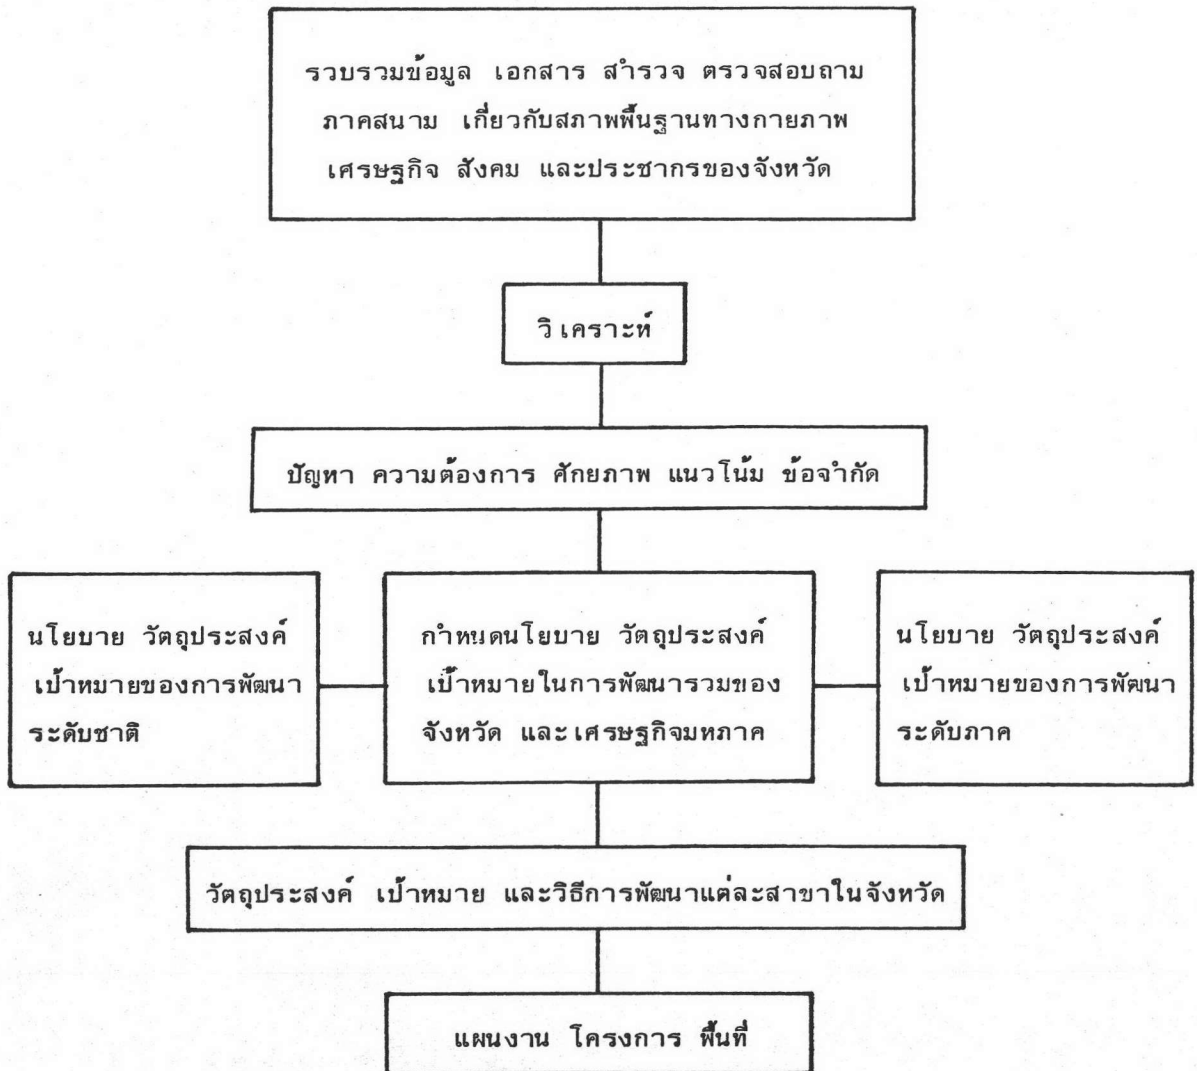 รวบรวมข้อมูล เอกสาร สำรวจ ตรวจสอบถาม
ภาคสนาม เกี่ยวกับสภาพพื้นฐานทางกายภาพ
เศรษฐกิจ สังคม และประชากรของจังหวัด
วิเคราะห์
ปัญหา ความต้องการ ศักยภาพ แนวโน้ม ข้อจำกัด
นโยบาย วัตถุประสงค์
เป้าหมายของการพัฒนา
ระดับชาติ
กำหนดนโยบาย วัตถุประสงค์
เป้าหมายในการพัฒนารวมของ
จังหวัด และเศรษฐกิจมหภาค
นโยบาย วัตถุประสงค์
เป้าหมายของการพัฒนา
ระดับภาค
วัตถุประสงค์ เป้าหมาย และวิธีการพัฒนาแต่ละสาขาในจังหวัด
แผนงาน โครงการ พื้นที่